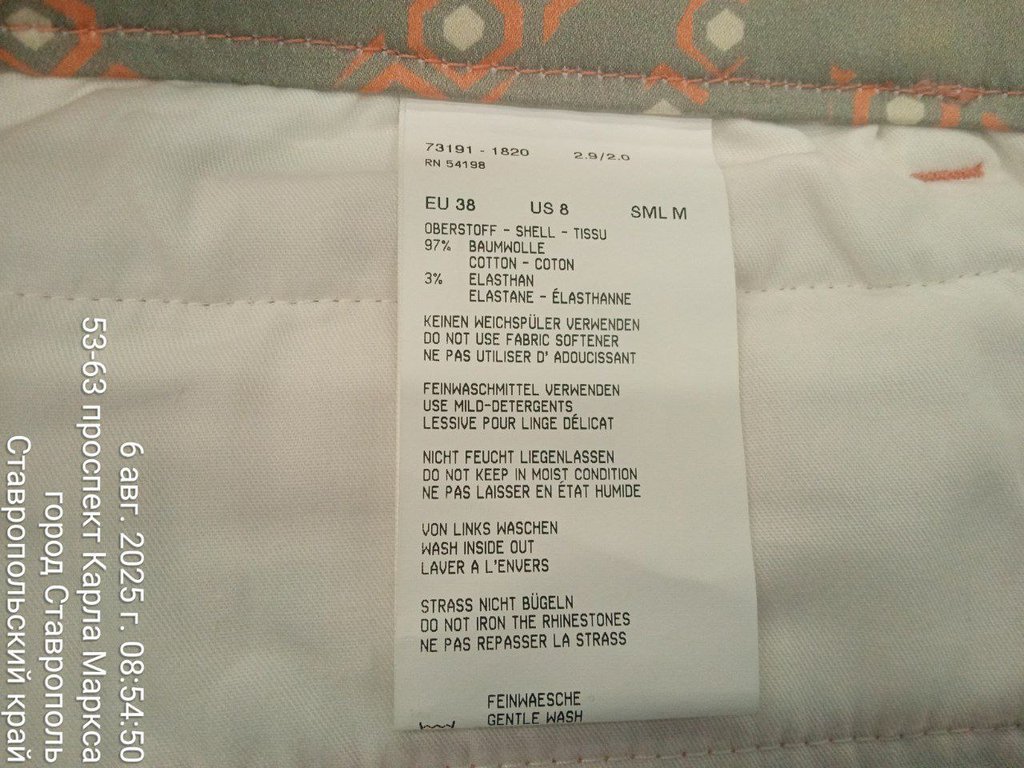 73191 - 1820 2.9/2.0
RN 54198
EU 38 US 8 SML M
OBERSTOFF - SHELL - TISSU
97% BAUMWOLLE
COTTON - COTON
3% ELASTHAN
ELASTANE - ÉLASTHANNE
KEINEN WEICHSPÜLER VERWENDEN
DO NOT USE FABRIC SOFTENER
NE PAS UTILISER D' ADOUCISSANT
FEINWASCHMITTEL VERWENDEN
USE MILD-DETERGENTS
LESSIVE POUR LINGE DÉLICAT
NICHT FEUCHT LIEGENLASSEN
DO NOT KEEP IN MOIST CONDITION
NE PAS LAISSER EN ÉTAT HUMIDE
VON LINKS WASCHEN
WASH INSIDE OUT
LAVER A L'ENVERS
STRASS NICHT BÜGELN
DO NOT IRON THE RHINESTONES
NE PAS REPASSER LA STRASS
FEINWAESCHE
GENTLE WASH
6 авг. 2025 г. 08:54:50
53-63 проспект Карла Маркса
город Ставрополь
Ставропольский край